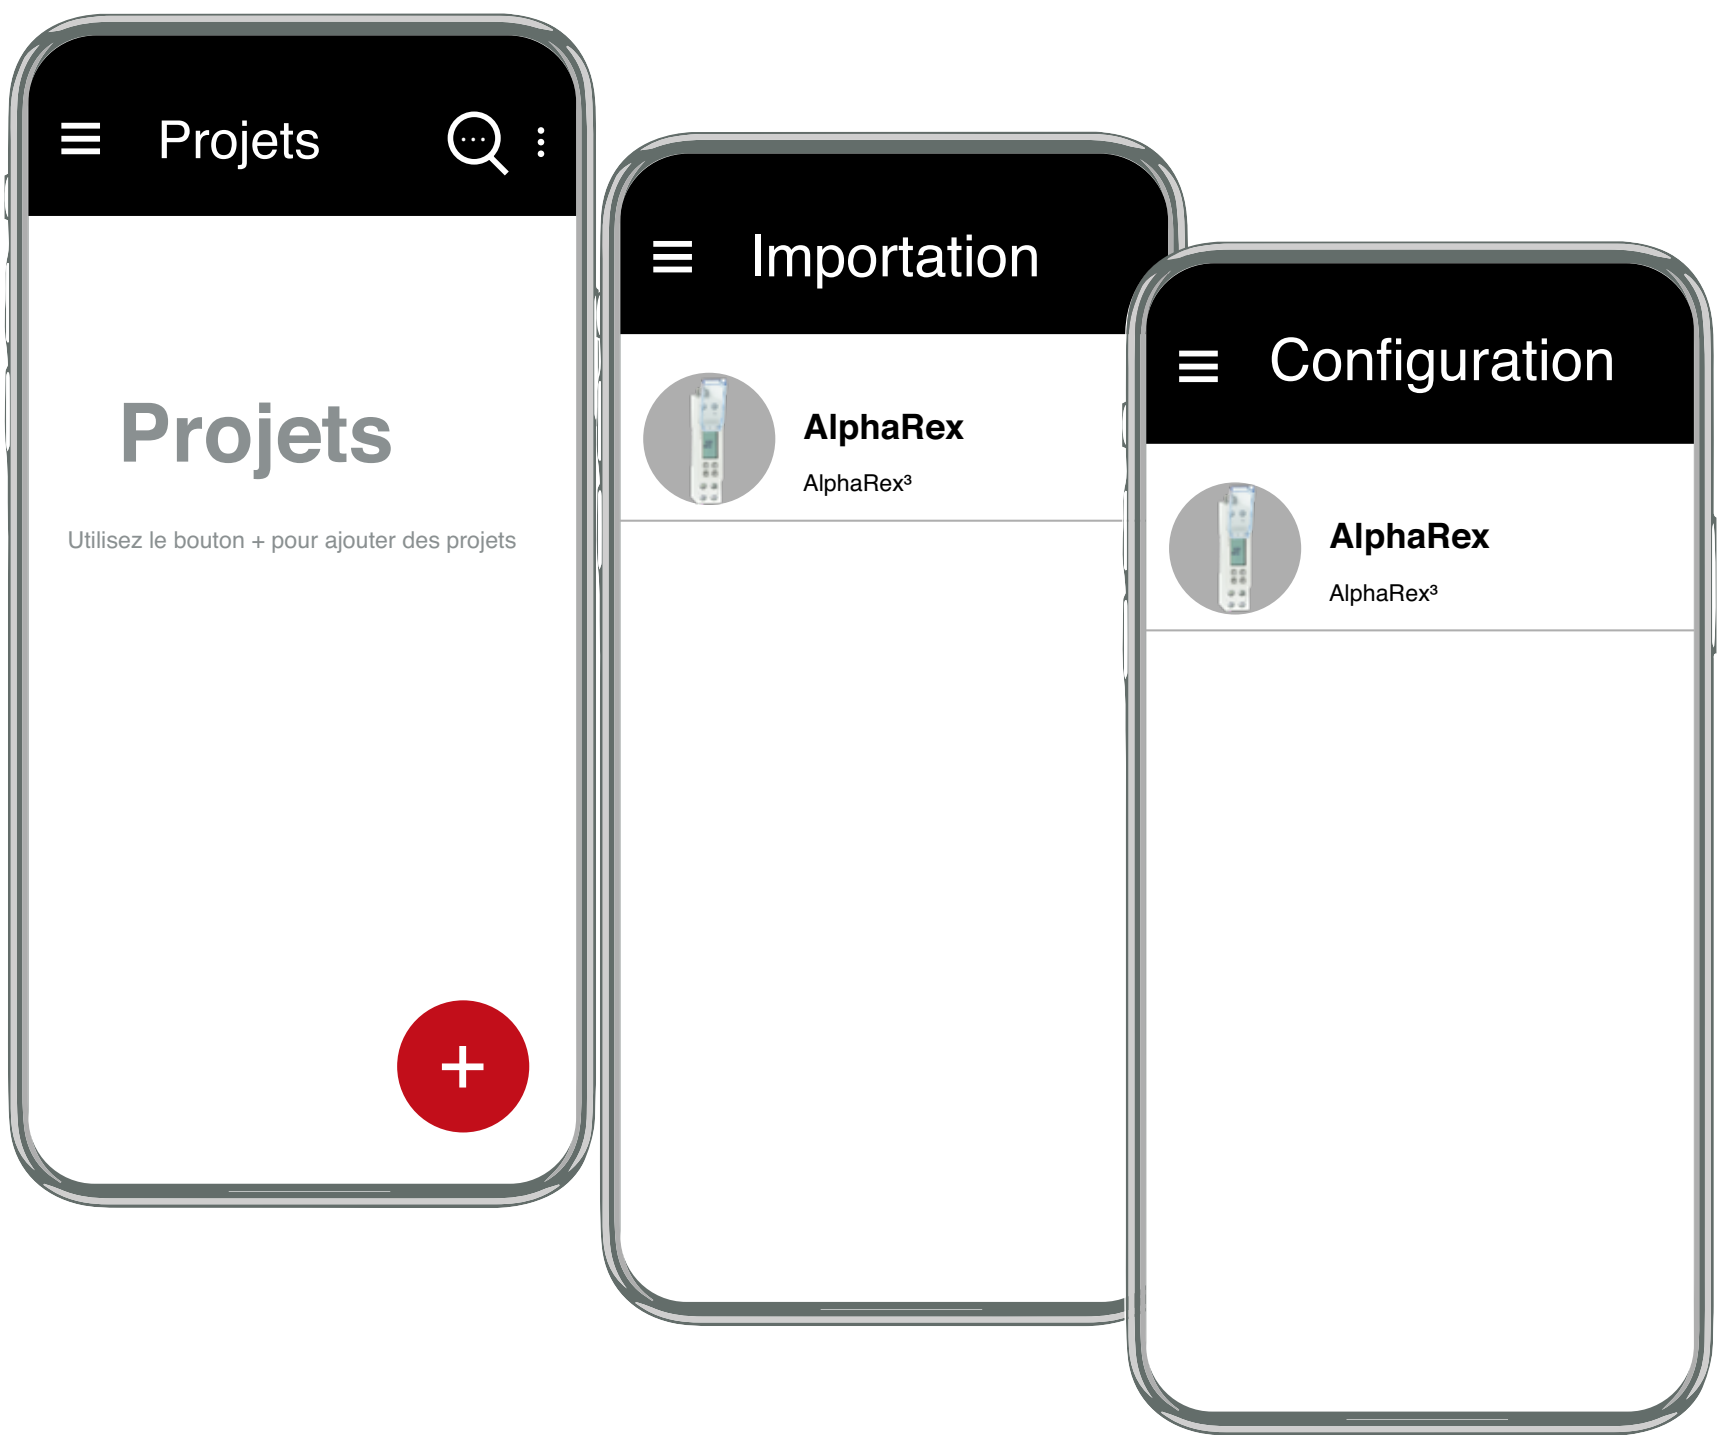 Projets
Projets
Utilisez le bouton + pour ajouter des projets
+
Importation
AlphaRex
AlphaRex³
Configuration
AlphaRex
AlphaRex³